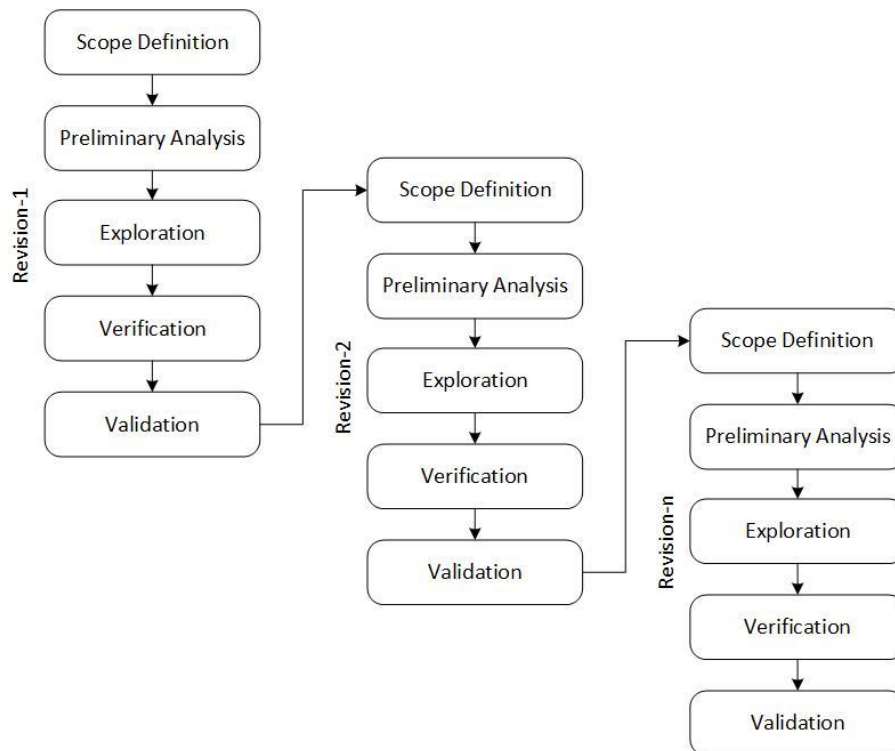 Scope Definition
Preliminary Analysis
Exploration
Verification
Validation
Revision-1
Scope Definition
Preliminary Analysis
Exploration
Verification
Validation
Revision-2
Scope Definition
Preliminary Analysis
Exploration
Verification
Validation
Revision-n